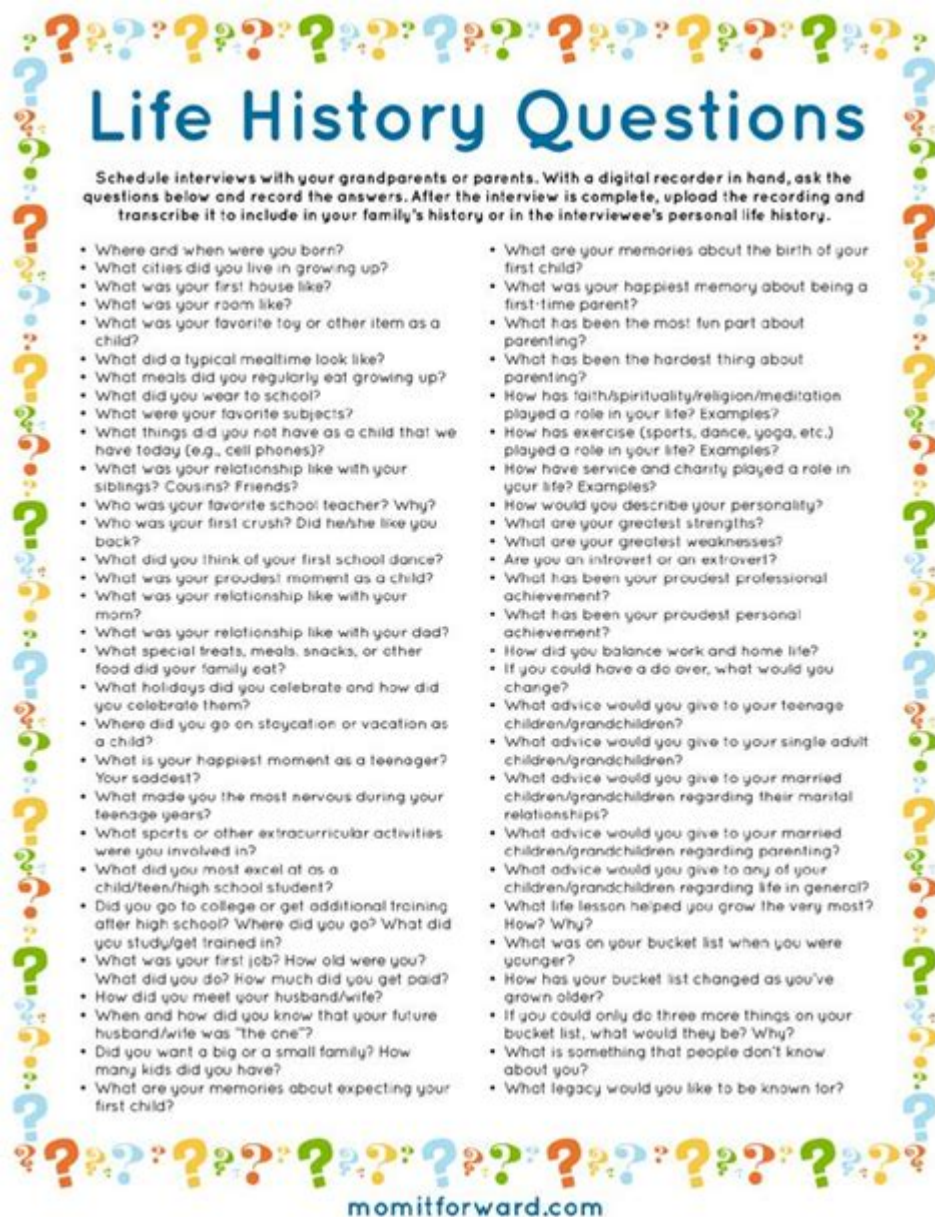 Life History Questions
Schedule interviews with your grandparents or parents. With a digital recorder in hand, ask the
questions below and record the answers. After the interview is complete, upload the recording and
transcribe it to include in your family's history or in the interviewee's personal life history.
• Where and when were you born?
• What cities did you live in growing up?
• What was your first house like?
• What was your room like?
• What was your favorite toy or other item as a
child?
• What did a typical mealtime look like?
• What meals did you regularly eat growing up?
• What did you wear to school?
• What were your favorite subjects?
• What things did you not have as a child that we
have today (e.g., cell phones)?
• What was your relationship like with your
siblings? Cousins? Friends?
• Who was your favorite school teacher? Why?
• Who was your first crush? Did he/she like you
back?
• What did you think of your first school dance?
• What was your proudest moment as a child?
• What was your relationship like with your
mom?
• What was your relationship like with your dad?
• What special treats, meals, snacks, or other
food did your family eat?
• What holidays did you celebrate and how did
you celebrate them?
• Where did you go on staycation or vacation as
a child?
• What is your happiest moment as a teenager?
Your saddest?
• What made you the most nervous during your
teenage years?
• What sports or other extracurricular activities
were you involved in?
• What did you most excel at as a
child/teen/high school student?
• Did you go to college or get additional training
after high school? Where did you go? What did
you study/get trained in?
• What was your first job? How old were you?
What did you do? How much did you get paid?
• How did you meet your husband/wife?
• When and how did you know that your future
husband/wife was "the one"?
• Did you want a big or a small family? How
many kids did you have?
• What are your memories about expecting your
first child?
• What are your memories about the birth of your
first child?
• What was your happiest memory about being a
first-time parent?
• What has been the most fun part about
parenting?
• What has been the hardest thing about
parenting?
• How has faith/spirituality/religion/meditation
played a role in your life? Examples?
• How has exercise (sports, dance, yoga, etc.)
played a role in your life? Examples?
• How have service and charity played a role in
your life? Examples?
• How would you describe your personality?
• What are your greatest strengths?
• What are your greatest weaknesses?
• Are you an introvert or an extrovert?
• What has been your proudest professional
achievement?
• What has been your proudest personal
achievement?
• How did you balance work and home life?
• If you could have a do over, what would you
change?
• What advice would you give to your teenage
children/grandchildren?
• What advice would you give to your single adult
children/grandchildren?
• What advice would you give to your married
children/grandchildren regarding their marital
relationships?
• What advice would you give to your married
children/grandchildren regarding parenting?
• What advice would you give to any of your
children/grandchildren regarding life in general?
• What life lesson helped you grow the very most?
How? Why?
• What was on your bucket list when you were
younger?
• How has your bucket list changed as you've
grown older?
• If you could only do three more things on your
bucket list, what would they be? Why?
• What is something that people don't know
about you?
• What legacy would you like to be known for?
momitforward.com